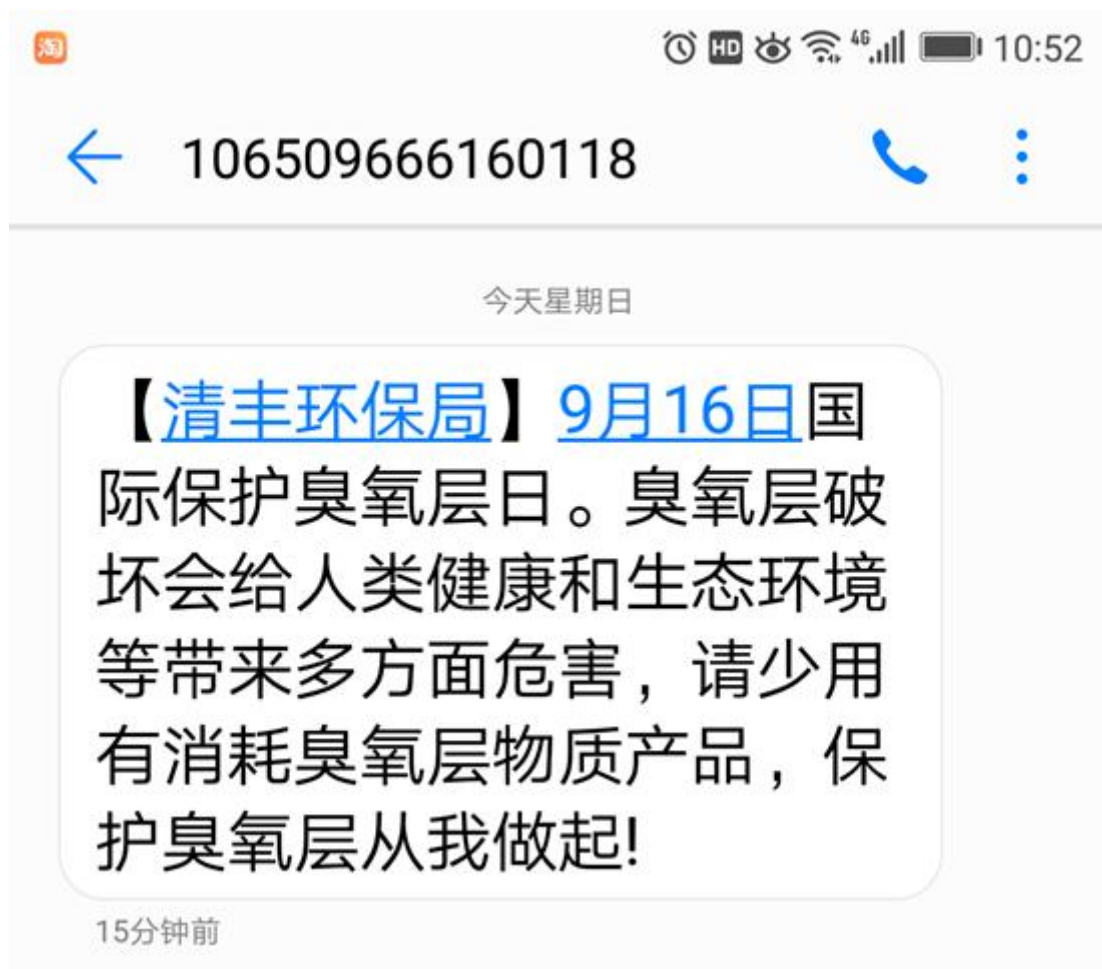 淘
HD 4G 10:52
106509666160118
今天星期日
【清丰环保局】9月16日国
际保护臭氧层日。臭氧层破
坏会给人类健康和生态环境
等带来多方面危害，请少用
有消耗臭氧层物质产品，保
护臭氧层从我做起!
15分钟前